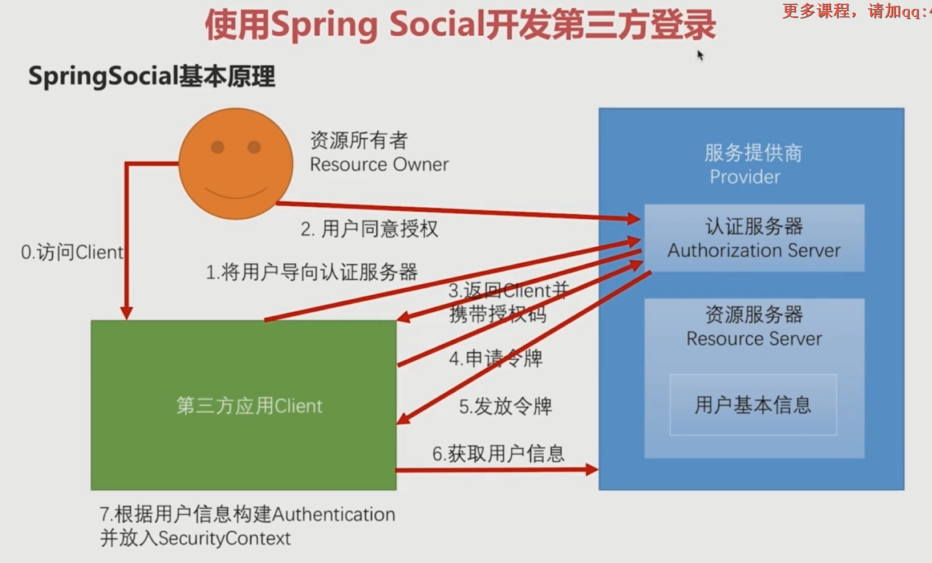 使用Spring Social开发第三方登录
更多课程，请加qq:
SpringSocial基本原理
资源所有者
Resource Owner
服务提供商
Provider
认证服务器
Authorization Server
2. 用户同意授权
0.访问Client
1.将用户导向认证服务器
3.返回Client并
携带授权码
资源服务器
Resource Server
4.申请令牌
第三方应用Client
5.发放令牌
用户基本信息
6.获取用户信息
7.根据用户信息构建Authentication
并放入SecurityContext